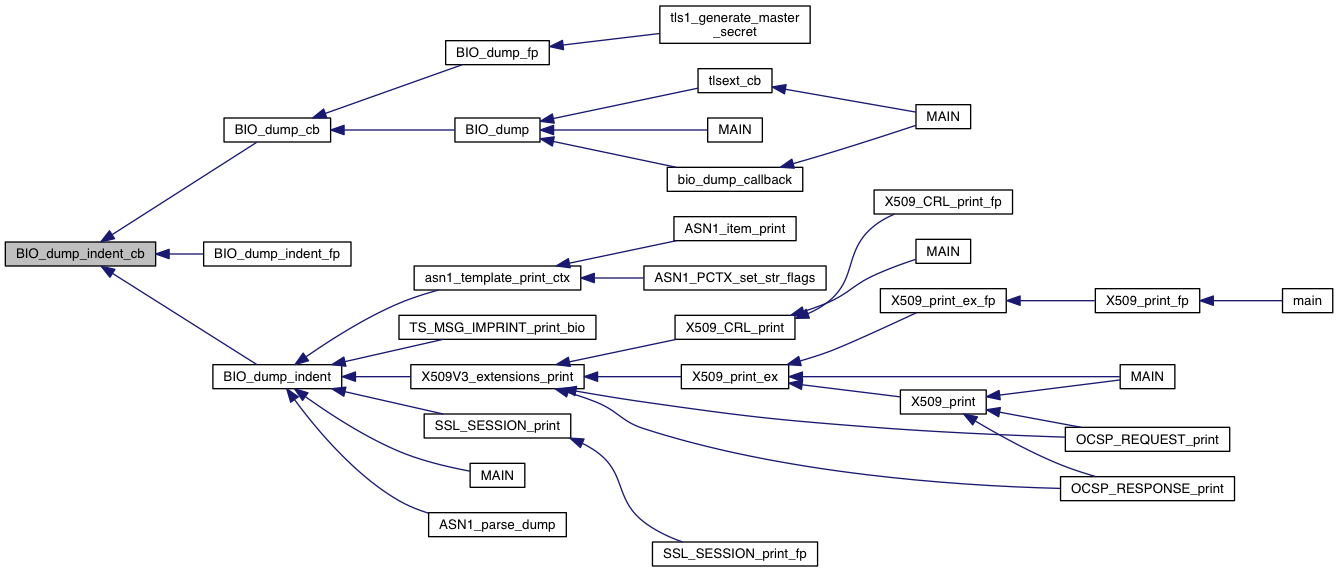 tls1_generate_master
_secret
BIO_dump_fp
tlsext_cb
BIO_dump_cb
BIO_dump
MAIN
MAIN
bio_dump_callback
X509_CRL_print_fp
ASN1_item_print
BIO_dump_indent_cb
BIO_dump_indent_fp
MAIN
asn1_template_print_ctx
ASN1_PCTX_set_str_flags
X509_print_ex_fp
X509_print_fp
main
TS_MSG_IMPRINT_print_bio
X509_CRL_print
BIO_dump_indent
X509V3_extensions_print
X509_print_ex
MAIN
X509_print
SSL_SESSION_print
OCSP_REQUEST_print
MAIN
OCSP_RESPONSE_print
ASN1_parse_dump
SSL_SESSION_print_fp